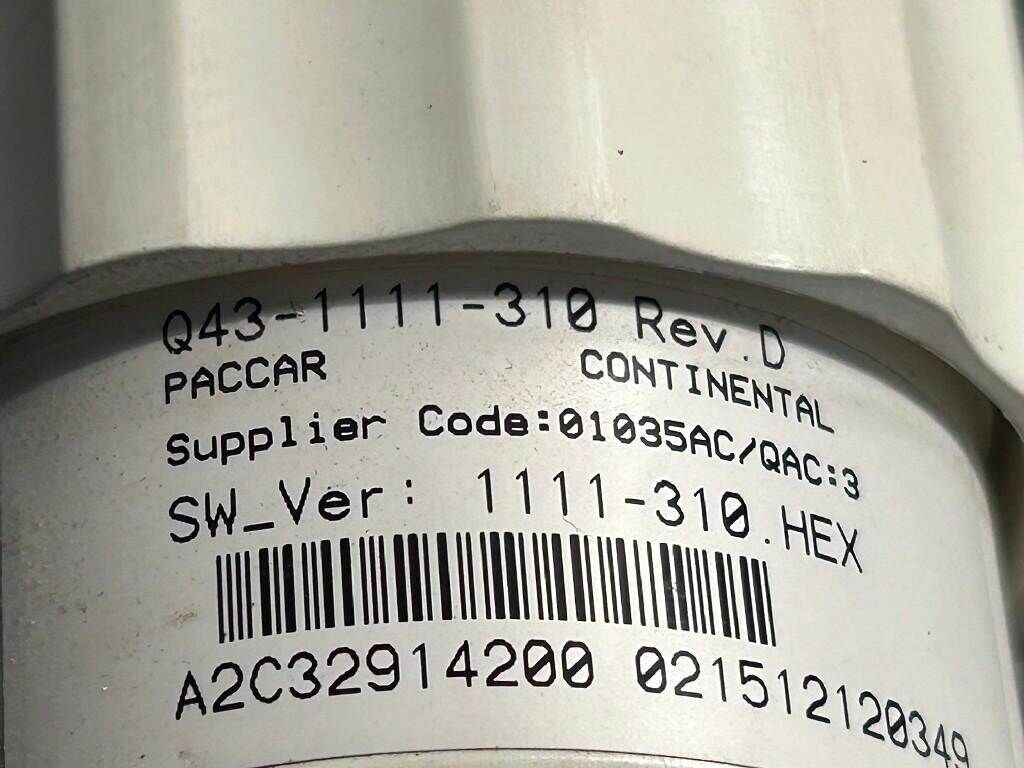 Q43-1111-310 Rev.D
PACCAR CONTINENTAL
Supplier Code:01035AC/QAC:3
SW_Ver: 1111-310.HEX
A2C32914200 021512120349